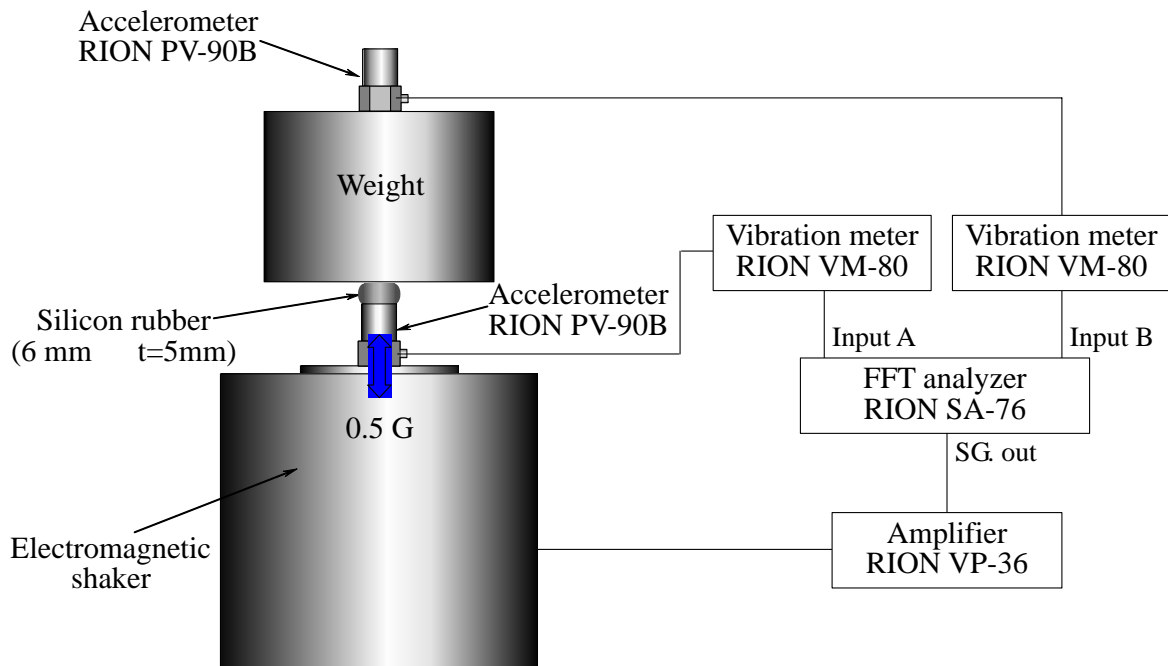 Accelerometer
RION PV-90B
Weight
Vibration meter
RION VM-80
Vibration meter
RION VM-80
Accelerometer
RION PV-90B
Silicon rubber
(6 mm t=5mm)
Input A
Input B
FFT analyzer
RION SA-76
0.5 G
SG. out
Electromagnetic
shaker
Amplifier
RION VP-36